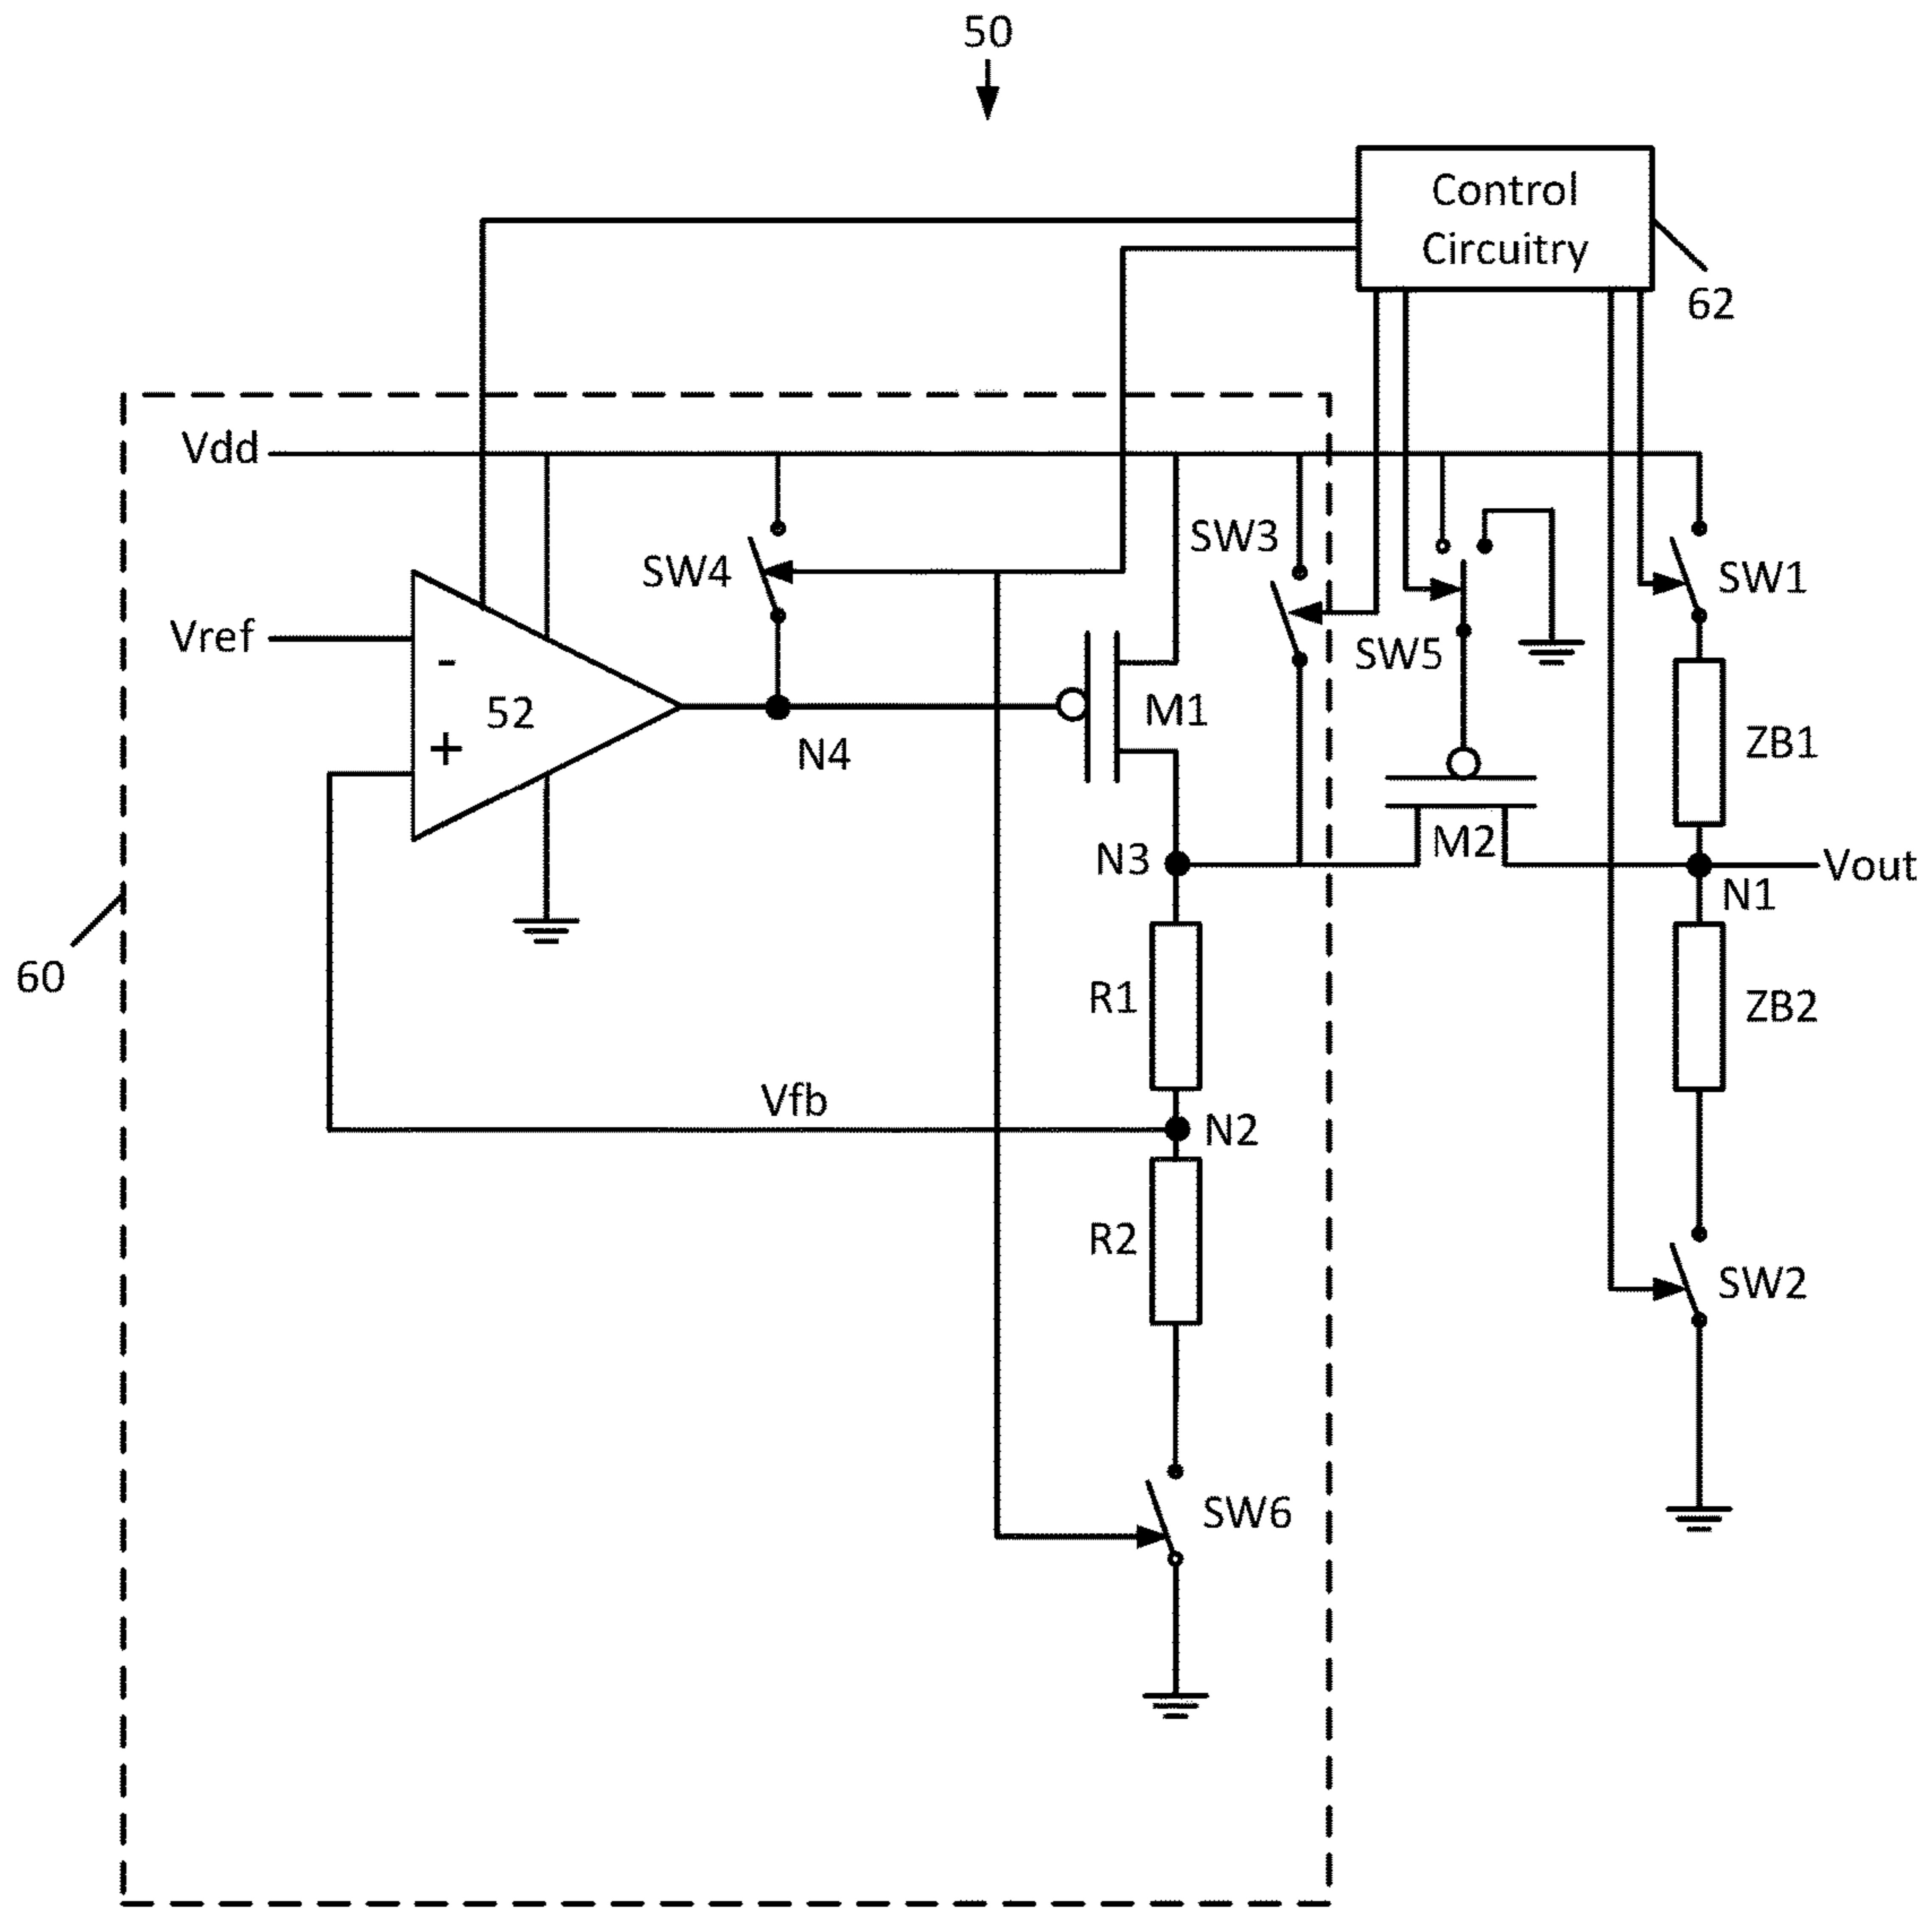 50
Control
Circuitry
62
Vdd
SW3
SW4
SW1
Vref
SW5
-
52
M1
ZB1
+
N4
M2
N3
Vout
N1
60
R1
ZB2
Vfb
N2
R2
SW2
SW6